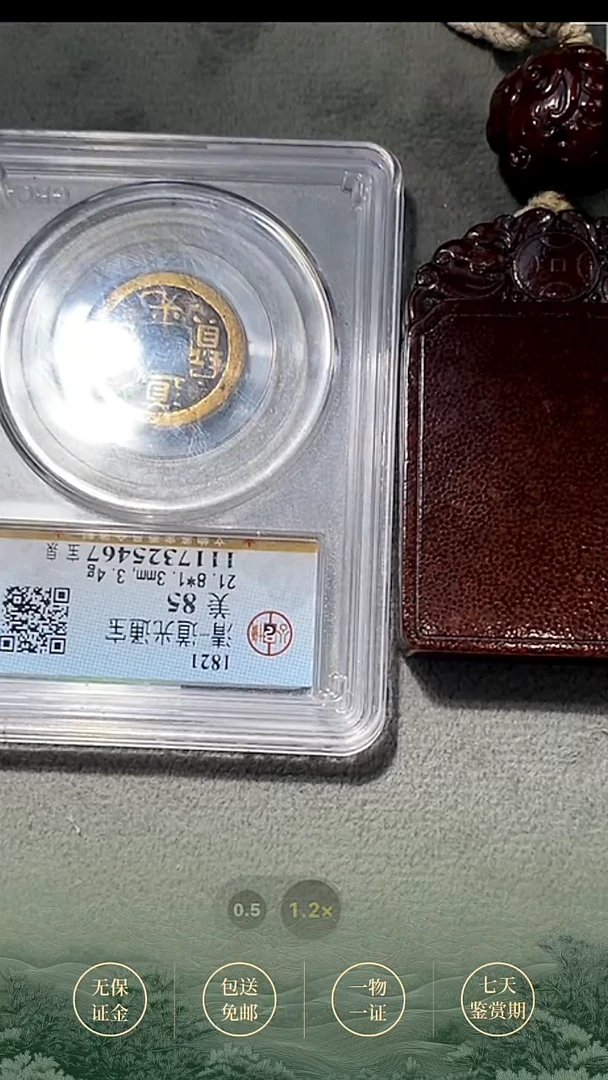 1821
清-道光通宝
美 85
21.8*1.3mm, 3.4g
1117325467 宝泉
0.5
1.2×
无保
证金
包送
免邮
一物
一证
七天
鉴赏期